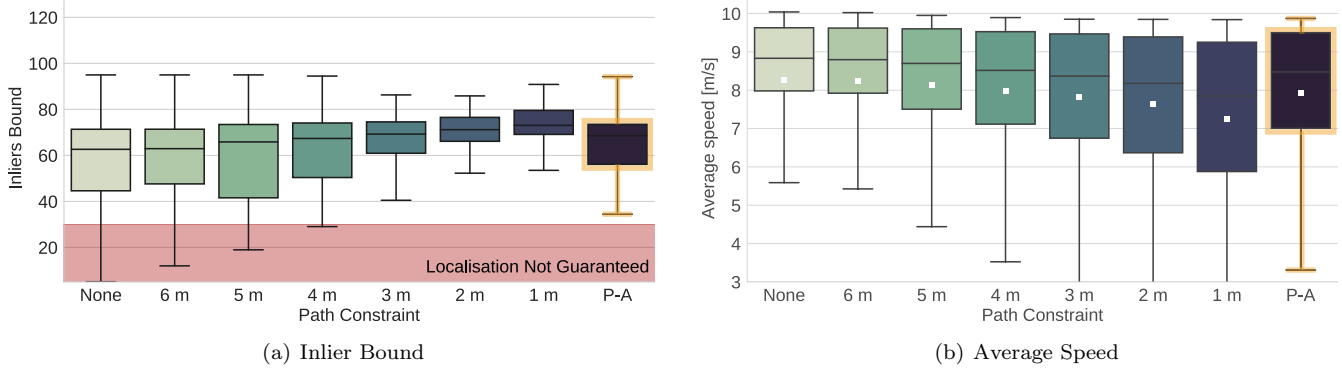 120
100
80
60
40
20
Inliers Bound
Localisation Not Guaranteed
None 6 m 5 m 4 m 3 m 2 m 1 m P-A
Path Constraint
(a) Inlier Bound
10
9
8
7
6
5
4
3
Average speed [m/s]
None 6 m 5 m 4 m 3 m 2 m 1 m P-A
Path Constraint
(b) Average Speed